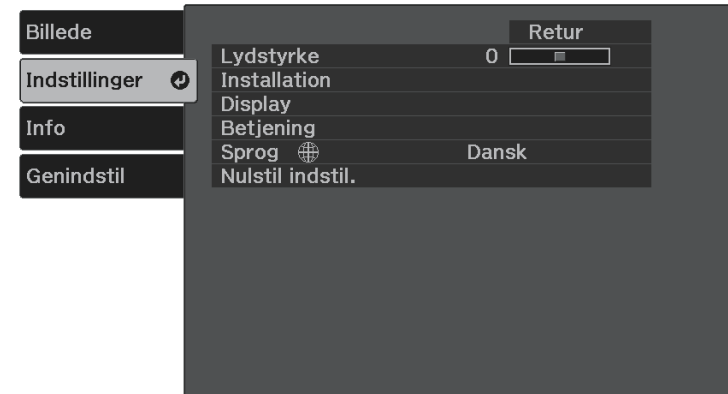 Billede
Indstillinger
Info
Genindstil
Retur
Lydstyrke 0
Installation
Display
Betjening
Sprog Dansk
Nulstil indstil.